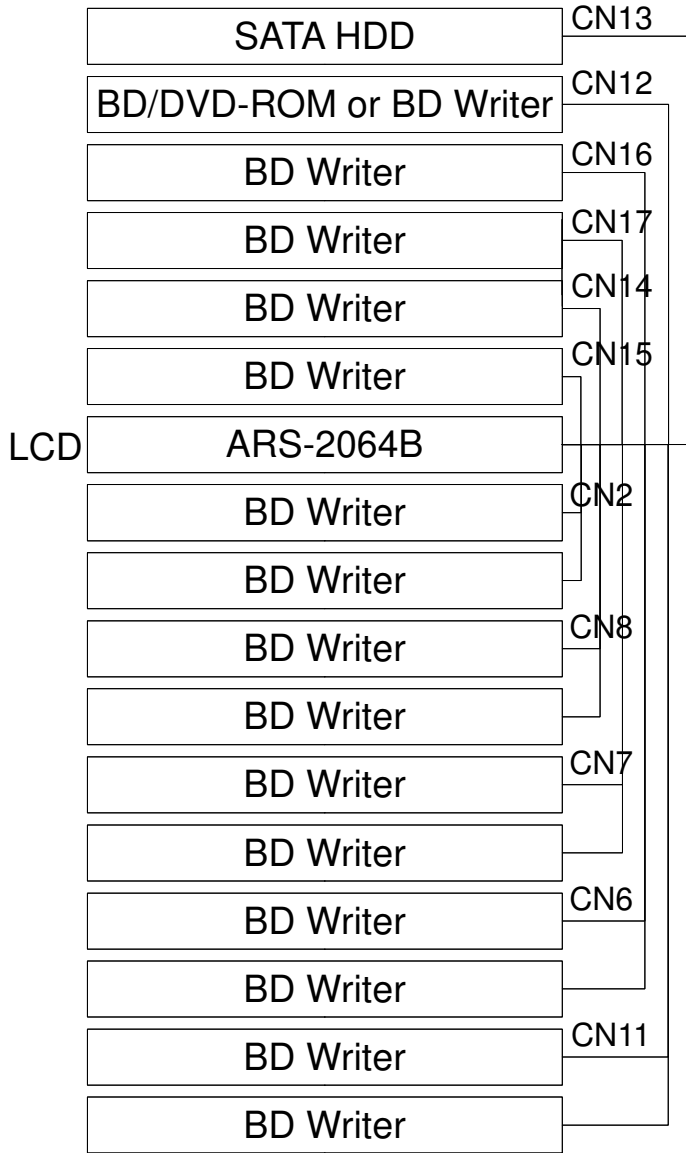 SATA HDD CN13
BD/DVD-ROM or BD Writer CN12
BD Writer CN16
BD Writer CN17
BD Writer CN14
BD Writer CN15
LCD ARS-2064B
BD Writer CN2
BD Writer
BD Writer CN8
BD Writer
BD Writer CN7
BD Writer
BD Writer CN6
BD Writer
BD Writer CN11
BD Writer